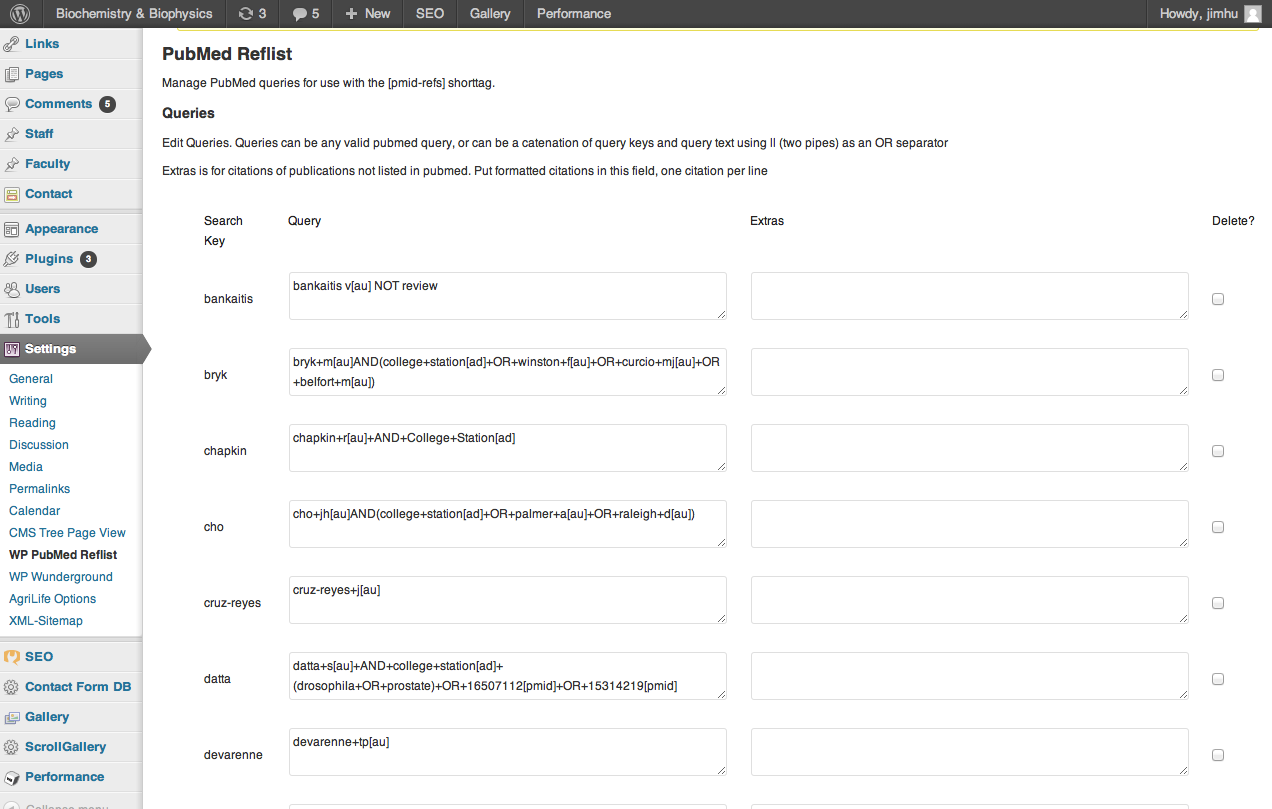 Biochemistry & Biophysics 3 5 + New SEO Gallery Performance Howdy, jimhu
Links
Pages
Comments 5
Staff
Faculty
Contact
Appearance
Plugins 3
Users
Tools
Settings
General
Writing
Reading
Discussion
Media
Permalinks
Calendar
CMS Tree Page View
WP PubMed Reflist
WP Wunderground
AgriLife Options
XML-Sitemap
SEO
Contact Form DB
Gallery
ScrollGallery
Performance
Collapse menu
PubMed Reflist
Manage PubMed queries for use with the [pmid-refs] shorttag.
Queries
Edit Queries. Queries can be any valid pubmed query, or can be a catenation of query keys and query text using || (two pipes) as an OR separator
Extras is for citations of publications not listed in pubmed. Put formatted citations in this field, one citation per line
Search Query Extras Delete?
Key
bankaitis bankaitis v[au] NOT review
bryk bryk+m[au]AND(college+station[ad]+OR+winston+f[au]+OR+curcio+mj[au]+OR
+belfort+m[au])
chapkin chapkin+r[au]+AND+College+Station[ad]
cho cho+jh[au]AND(college+station[ad]+OR+palmer+a[au]+OR+raleigh+d[au])
cruz-reyes cruz-reyes+j[au]
datta datta+s[au]+AND+college+station[ad]+
(drosophila+OR+prostate)+OR+16507112[pmid]+OR+15314219[pmid]
devarenne devarenne+tp[au]